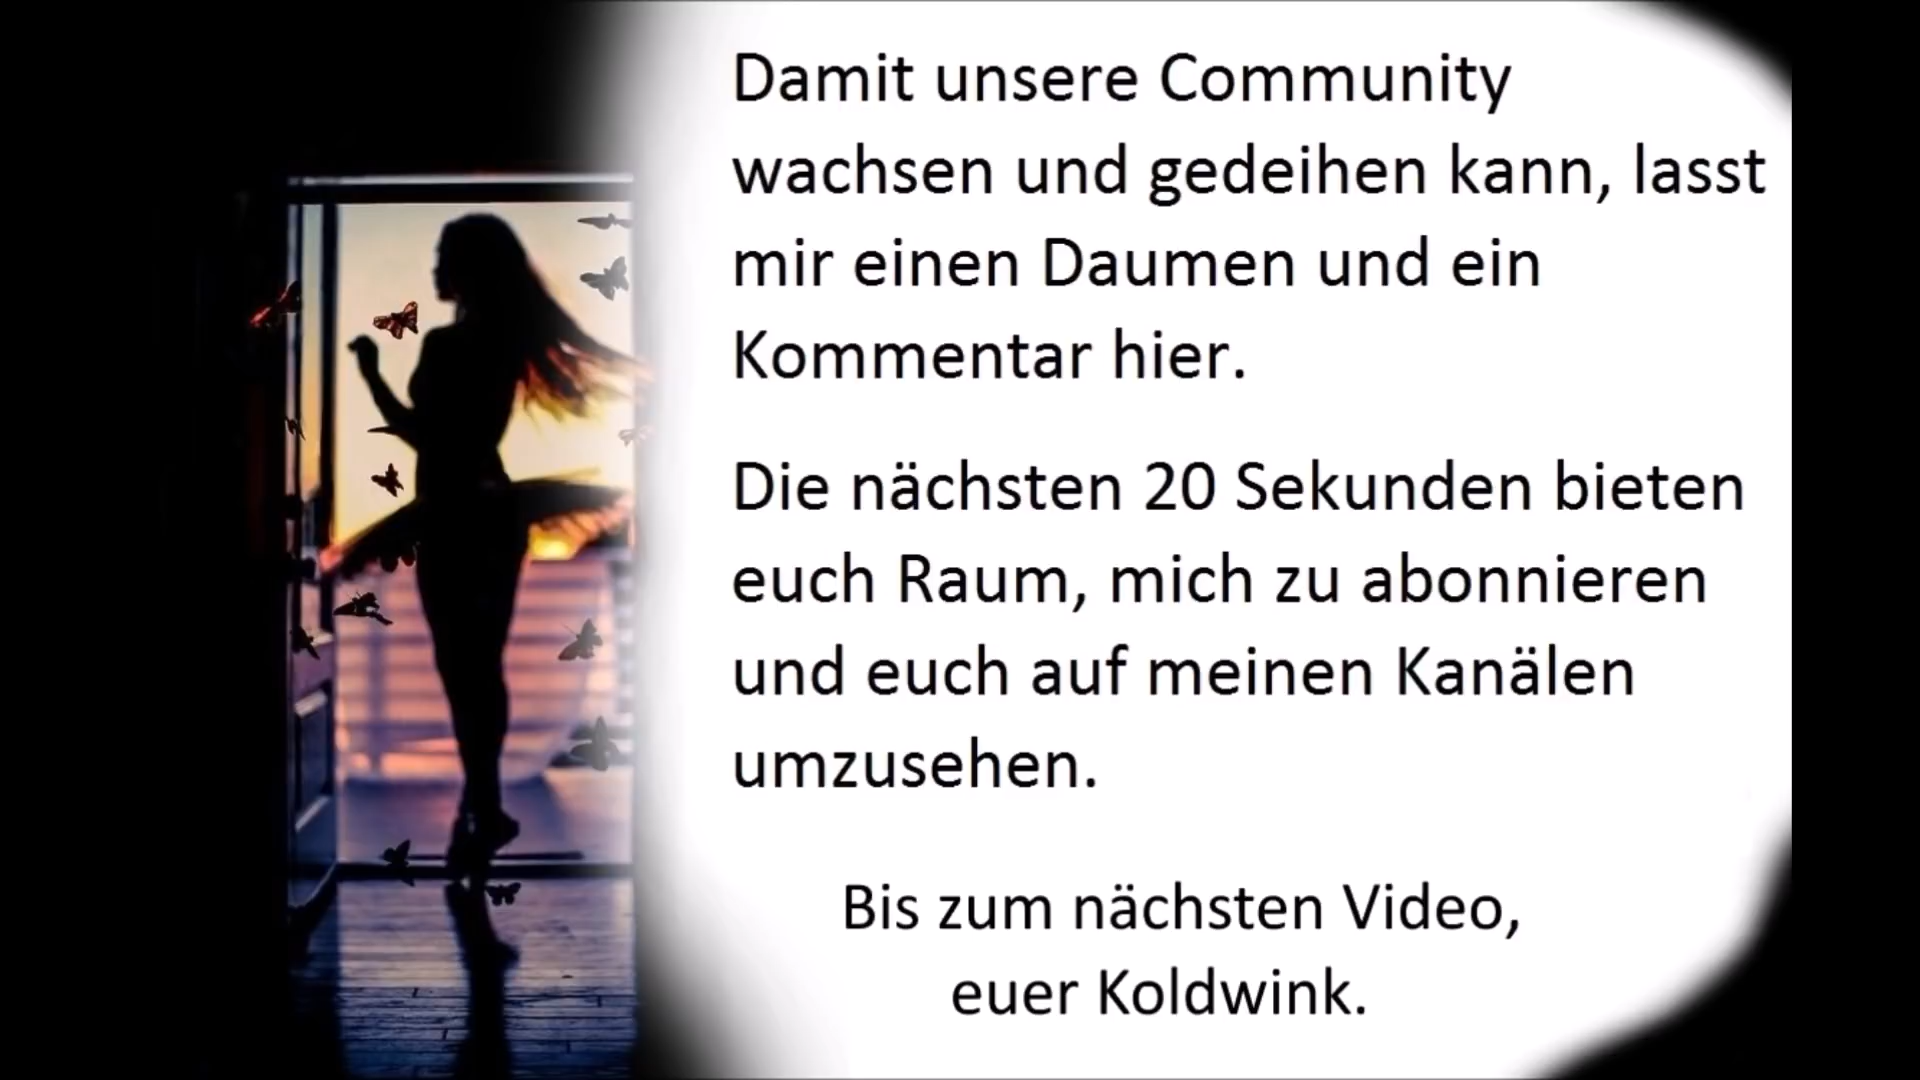 Damit unsere Community
wachsen und gedeihen kann, lasst
mir einen Daumen und ein
Kommentar hier.
Die nächsten 20 Sekunden bieten
euch Raum, mich zu abonnieren
und euch auf meinen Kanälen
umzusehen.
Bis zum nächsten Video,
euer Koldwink.